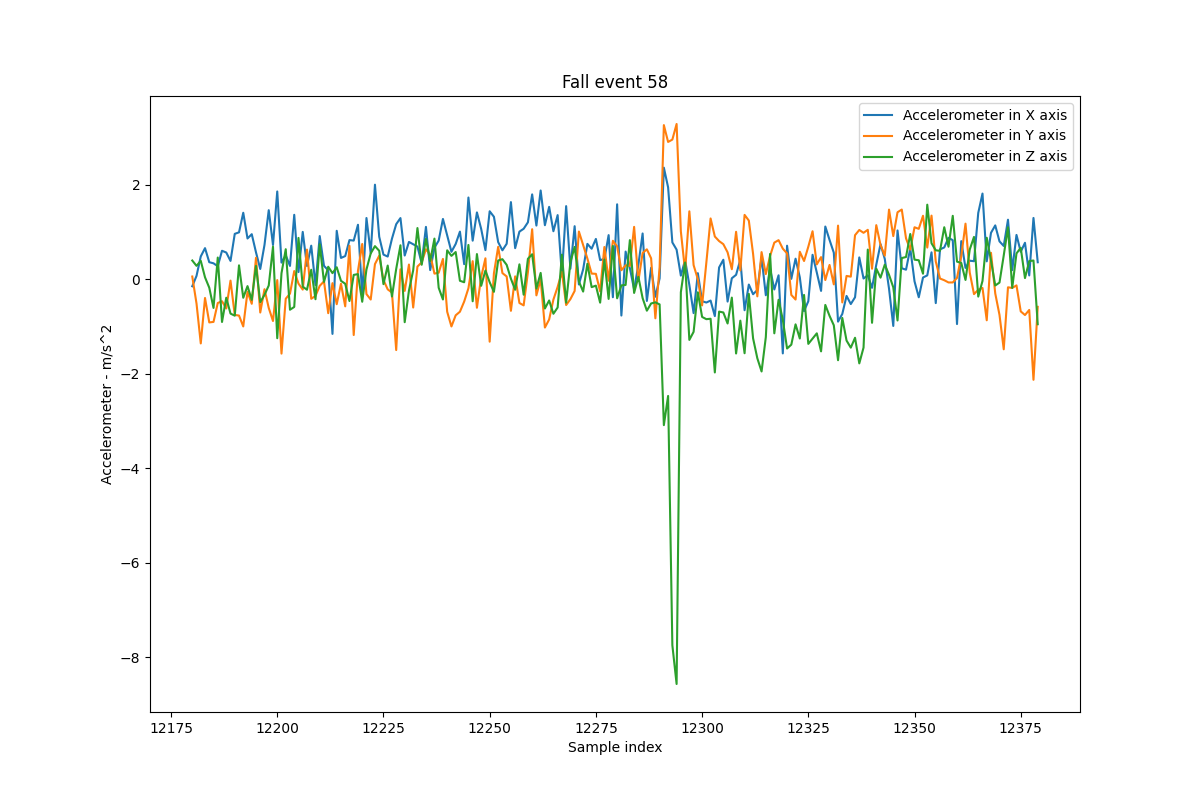 Fall event 58
Accelerometer in X axis
Accelerometer in Y axis
Accelerometer in Z axis
Accelerometer - m/s^2
2
0
−2
−4
−6
−8
12175 12200 12225 12250 12275 12300 12325 12350 12375
Sample index